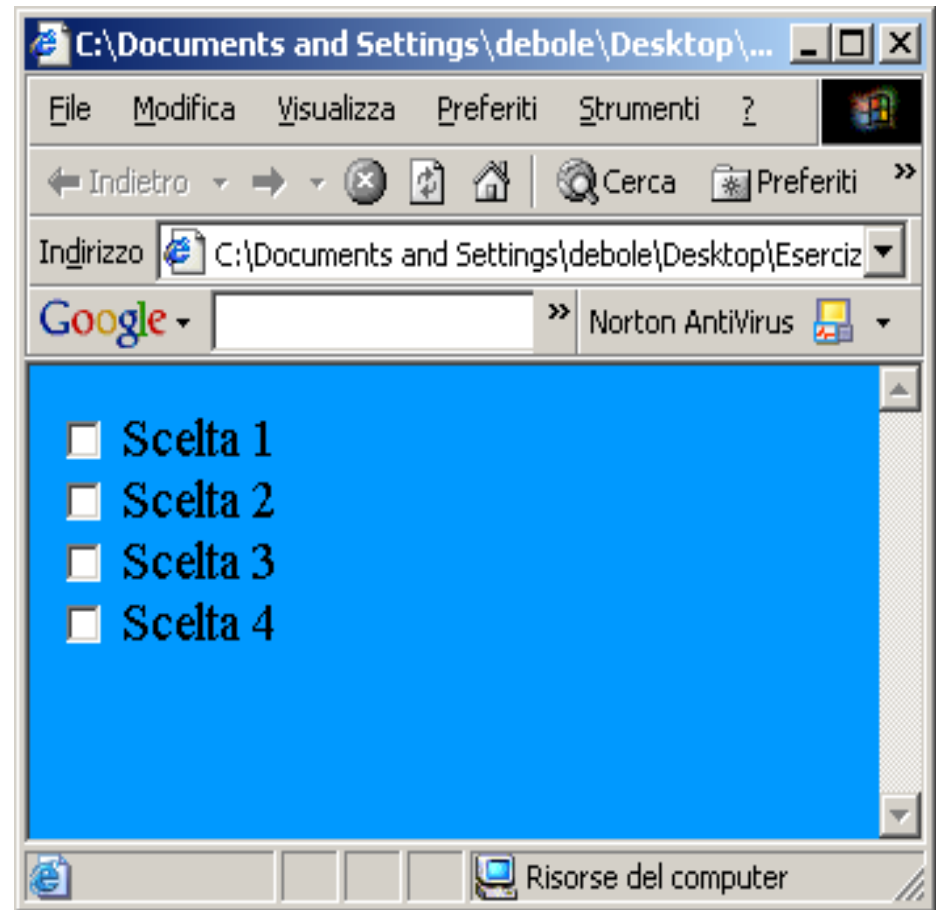 C:\Documents and Settings\debole\Desktop\...
File Modifica Visualizza Preferiti Strumenti ?
Indietro Cerca Preferiti »
Indirizzo C:\Documents and Settings\debole\Desktop\Eserciz
Google » Norton AntiVirus
Scelta 1
Scelta 2
Scelta 3
Scelta 4
Risorse del computer